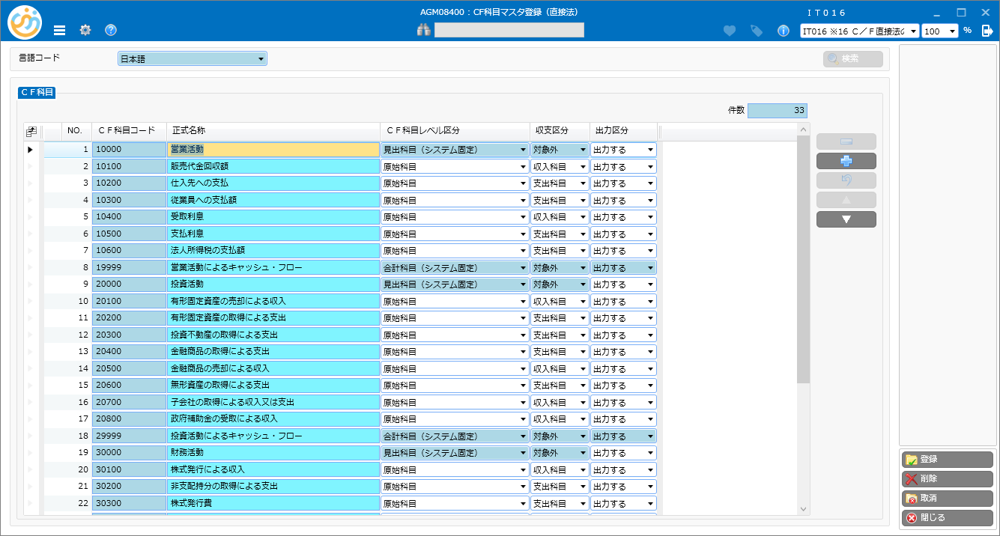 AGM08400：CF科目マスタ登録（直接法）
ＩＴ０１６
IT016 ※16 Ｃ／Ｆ直接法の
100
%
言語コード
日本語
検索
ＣＦ科目
件数 33
NO. ＣＦ科目コード 正式名称 ＣＦ科目レベル区分 収支区分 出力区分
1 10000 営業活動 見出科目（システム固定） 対象外 出力する
2 10100 販売代金回収額 原始科目 収入科目 出力する
3 10200 仕入先への支払 原始科目 支出科目 出力する
4 10300 従業員への支払額 原始科目 支出科目 出力する
5 10400 受取利息 原始科目 収入科目 出力する
6 10500 支払利息 原始科目 支出科目 出力する
7 10600 法人所得税の支払額 原始科目 支出科目 出力する
8 19999 営業活動によるキャッシュ・フロー 合計科目（システム固定） 対象外 出力する
9 20000 投資活動 見出科目（システム固定） 対象外 出力する
10 20100 有形固定資産の売却による収入 原始科目 収入科目 出力する
11 20200 有形固定資産の取得による支出 原始科目 支出科目 出力する
12 20300 投資不動産の取得による支出 原始科目 支出科目 出力する
13 20400 金融商品の取得による支出 原始科目 支出科目 出力する
14 20500 金融商品の売却による収入 原始科目 収入科目 出力する
15 20600 無形資産の取得による支出 原始科目 支出科目 出力する
16 20700 子会社の取得による収入又は支出 原始科目 収入科目 出力する
17 20800 政府補助金の受取による収入 原始科目 収入科目 出力する
18 29999 投資活動によるキャッシュ・フロー 合計科目（システム固定） 対象外 出力する
19 30000 財務活動 見出科目（システム固定） 対象外 出力する
20 30100 株式発行による収入 原始科目 収入科目 出力する
21 30200 非支配持分の取得による支出 原始科目 支出科目 出力する
22 30300 株式発行費 原始科目 支出科目 出力する
登録
削除
取消
閉じる